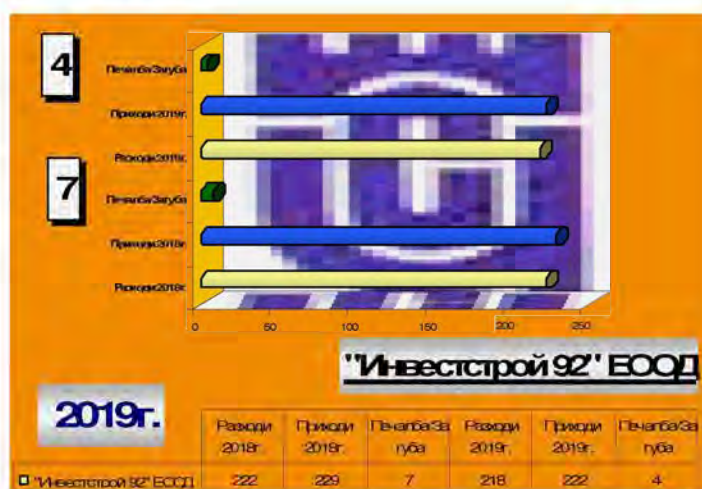 4
Печалба/Загуба
Приходи 2019г.
Разходи 2019г.
7
Печалба/Загуба
Приходи 2018г.
Разходи 2018г.
0 50 100 150 200 250
"Инвестстрой 92" ЕООД
2019г.
Разходи 2018г. Приходи 2019г. Печалба/Загуба Разходи 2019г. Приходи 2019г. Печалба/Загуба
"Инвестстрой 92" ЕООД 222 229 7 218 222 4